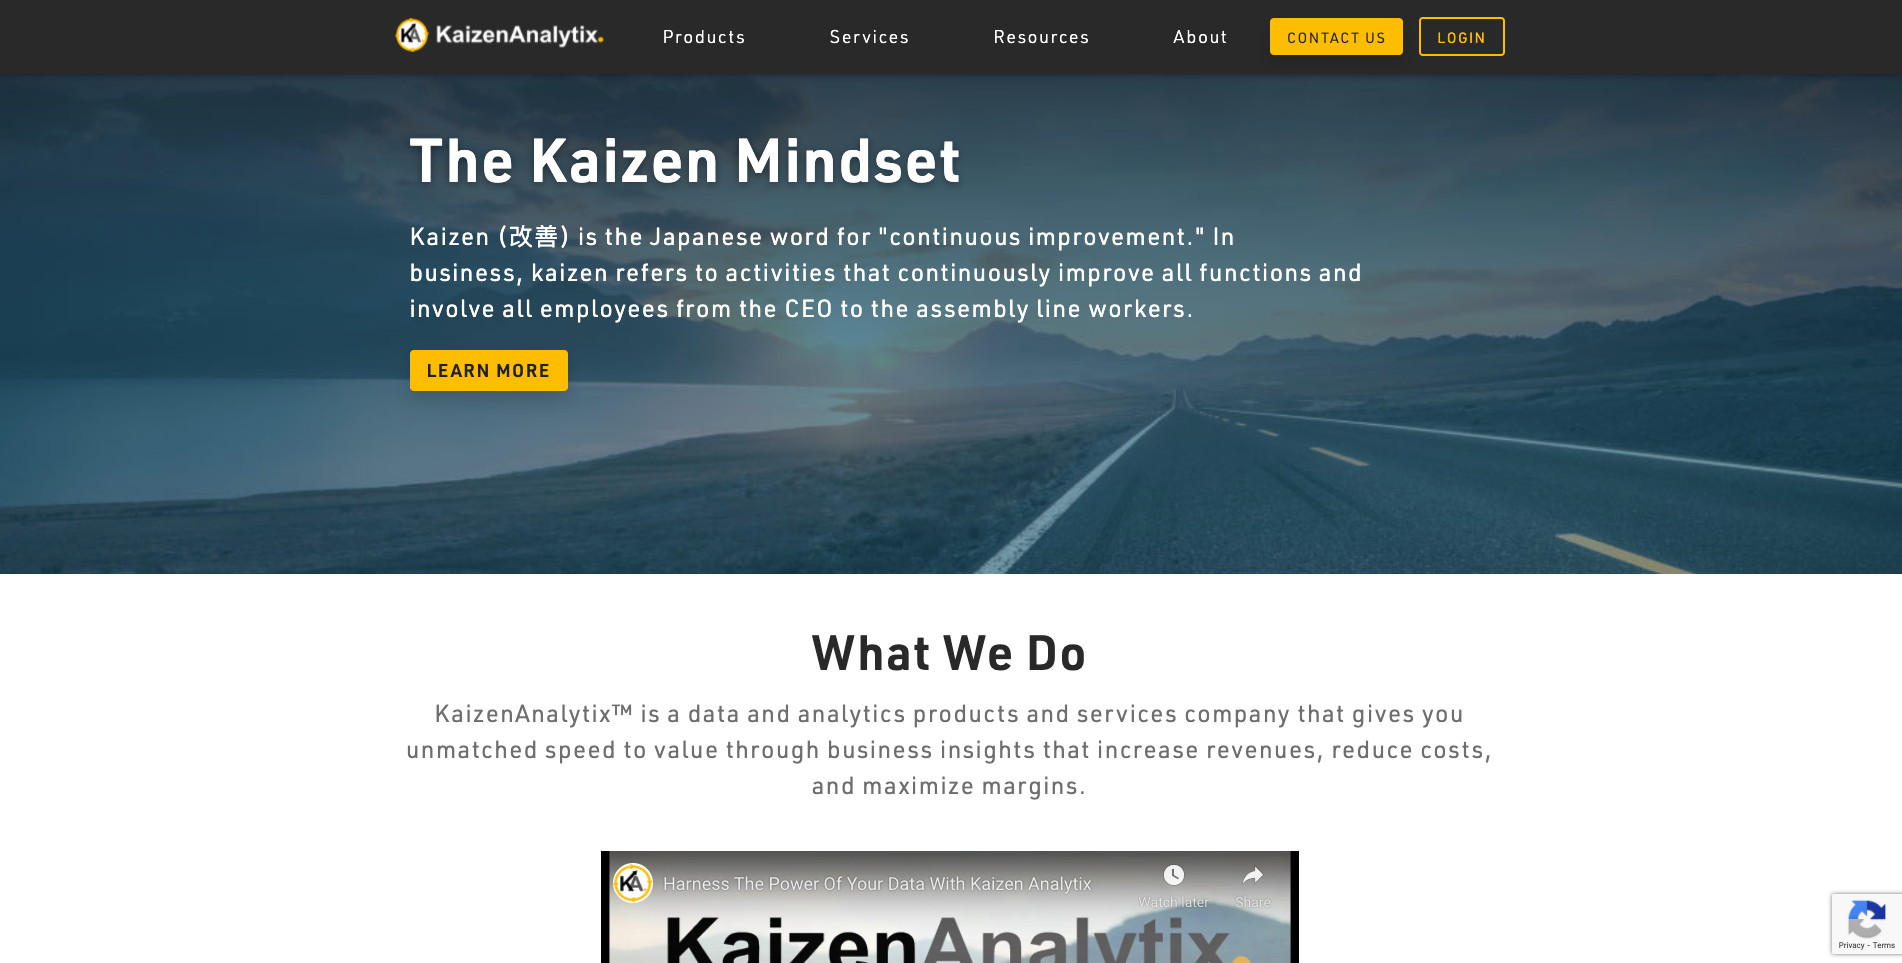 KA KaizenAnalytix.
Products
Services
Resources
About
CONTACT US
LOGIN
The Kaizen Mindset
Kaizen (改善) is the Japanese word for "continuous improvement." In
business, kaizen refers to activities that continuously improve all functions and
involve all employees from the CEO to the assembly line workers.
LEARN MORE
What We Do
KaizenAnalytix™ is a data and analytics products and services company that gives you
unmatched speed to value through business insights that increase revenues, reduce costs,
and maximize margins.
KA Harness The Power Of Your Data With Kaizen Analytix
Watch later
Share
KaizenAnalytix.
Privacy - Terms